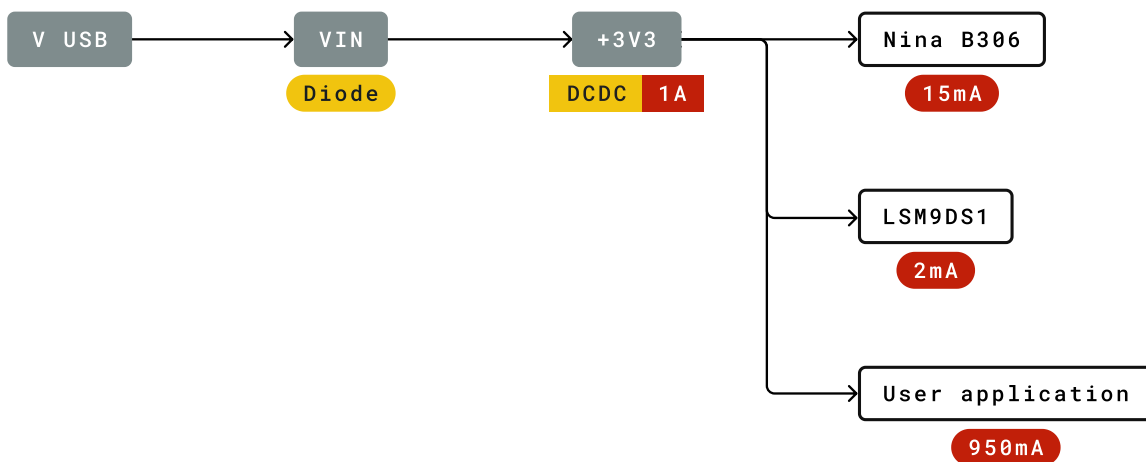 V USB VIN +3V3 Nina B306
Diode DCDC 1A 15mA
LSM9DS1
2mA
User application
950mA